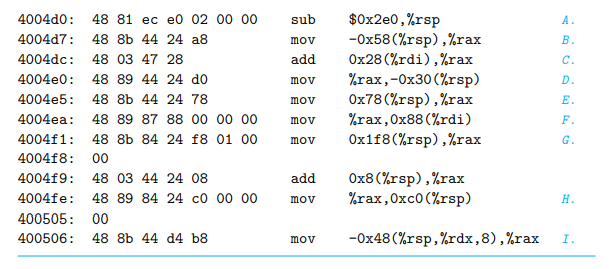 4004d0: 48 81 ec e0 02 00 00 sub $0x2e0,%rsp A.
4004d7: 48 8b 44 24 a8 mov -0x58(%rsp),%rax B.
4004dc: 48 03 47 28 add 0x28(%rdi),%rax C.
4004e0: 48 89 44 24 d0 mov %rax,-0x30(%rsp) D.
4004e5: 48 8b 44 24 78 mov 0x78(%rsp),%rax E.
4004ea: 48 89 87 88 00 00 00 mov %rax,0x88(%rdi) F.
4004f1: 48 8b 84 24 f8 01 00 mov 0x1f8(%rsp),%rax G.
4004f8: 00
4004f9: 48 03 44 24 08 add 0x8(%rsp),%rax
4004fe: 48 89 84 24 c0 00 00 mov %rax,0xc0(%rsp) H.
400505: 00
400506: 48 8b 44 d4 b8 mov -0x48(%rsp,%rdx,8),%rax I.